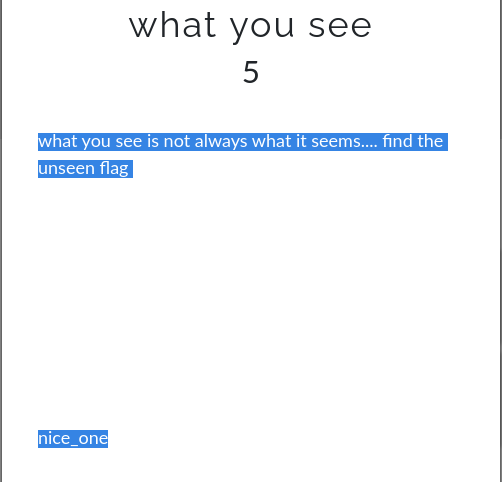 what you see
5
what you see is not always what it seems.... find the
unseen flag
nice_one